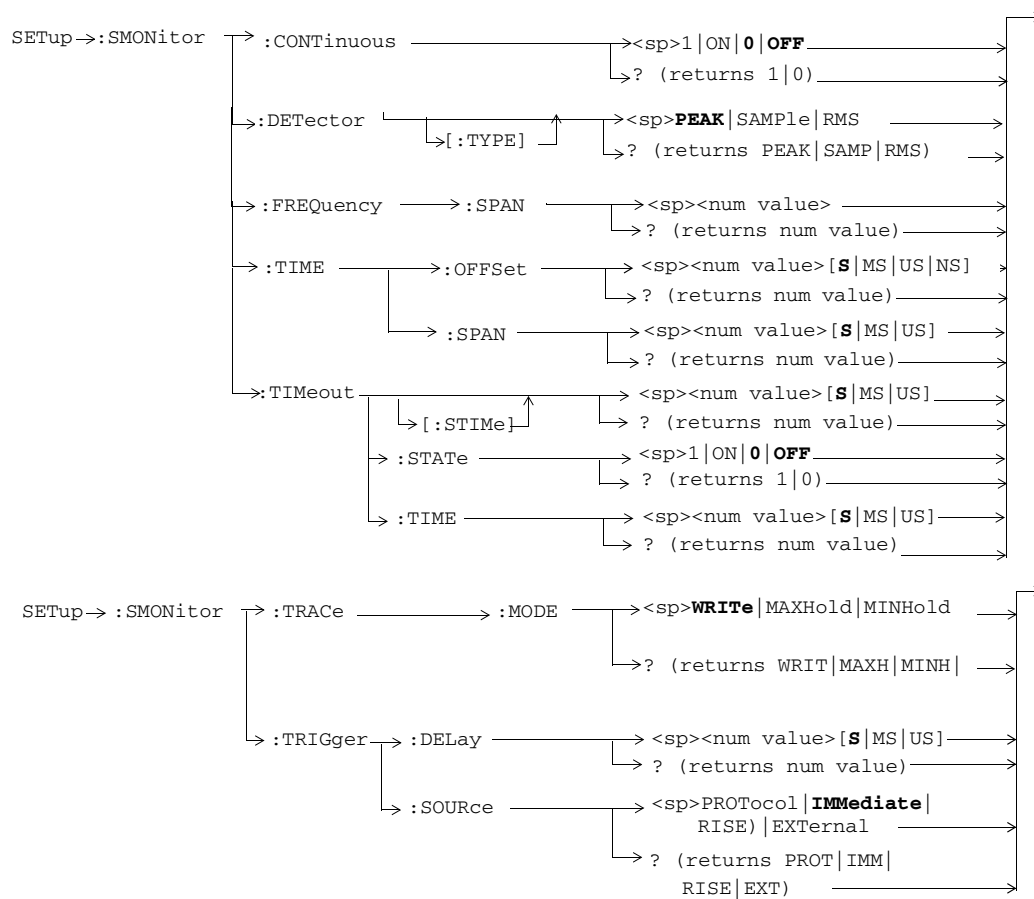 SETup :SMONitor :CONTinuous <sp>1|ON|0|OFF
? (returns 1|0)
:DETector <sp>PEAK|SAMPle|RMS
[:TYPE] ? (returns PEAK|SAMP|RMS)
:FREQuency :SPAN <sp><num value>
? (returns num value)
:TIME :OFFSet <sp><num value>[S|MS|US|NS]
? (returns num value)
:SPAN <sp><num value>[S|MS|US]
? (returns num value)
:TIMeout <sp><num value>[S|MS|US]
[:STIMe] ? (returns num value)
:STATe <sp>1|ON|0|OFF
? (returns 1|0)
:TIME <sp><num value>[S|MS|US]
? (returns num value)
SETup :SMONitor :TRACe :MODE <sp>WRITe|MAXHold|MINHold
? (returns WRIT|MAXH|MINH|
:TRIGger :DELay <sp><num value>[S|MS|US]
? (returns num value)
:SOURce <sp>PROTocol|IMMediate|
RISE)|EXTernal
? (returns PROT|IMM|
RISE|EXT)